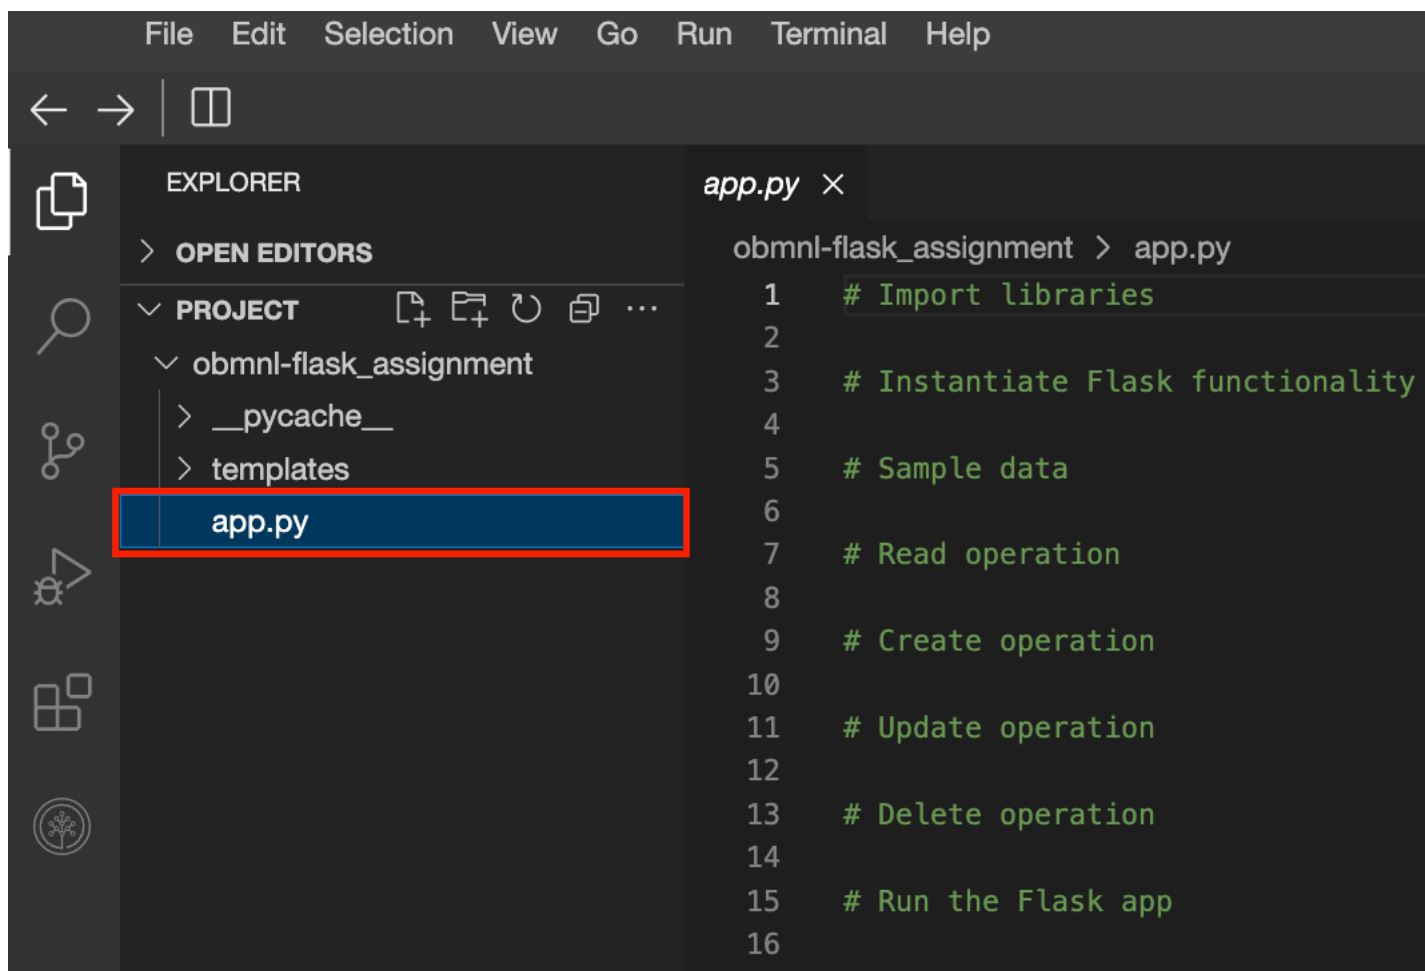 File Edit Selection View Go Run Terminal Help
EXPLORER
OPEN EDITORS
PROJECT
obmnl-flask_assignment
__pycache__
templates
app.py
app.py
obmnl-flask_assignment > app.py
1 # Import libraries
2
3 # Instantiate Flask functionality
4
5 # Sample data
6
7 # Read operation
8
9 # Create operation
10
11 # Update operation
12
13 # Delete operation
14
15 # Run the Flask app
16